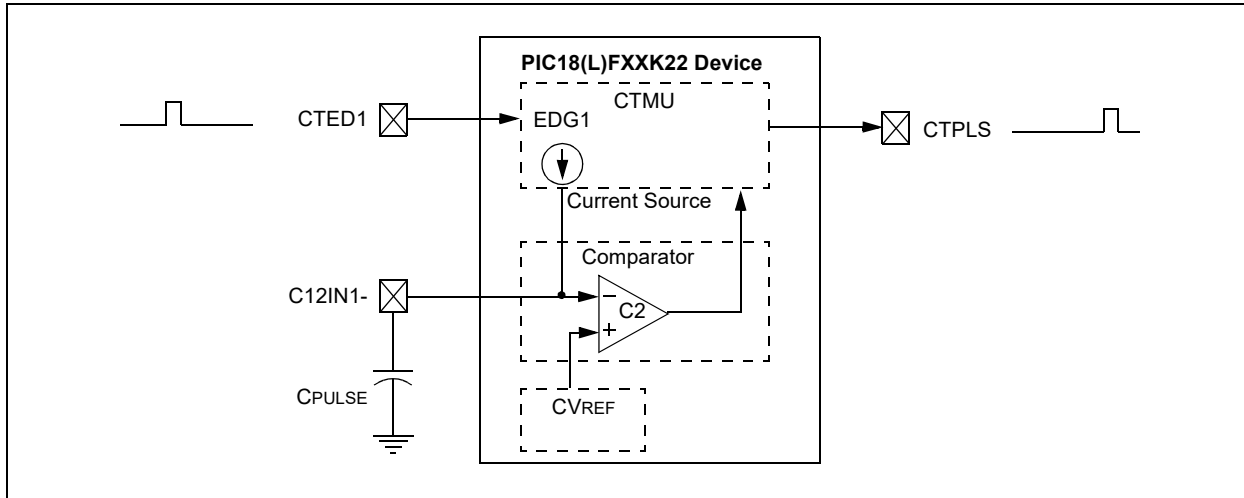 PIC18(L)FXXK22 Device
CTMU
CTED1
EDG1
CTPLS
Current Source
Comparator
C12IN1-
−
C2
+
CPULSE
CVREF